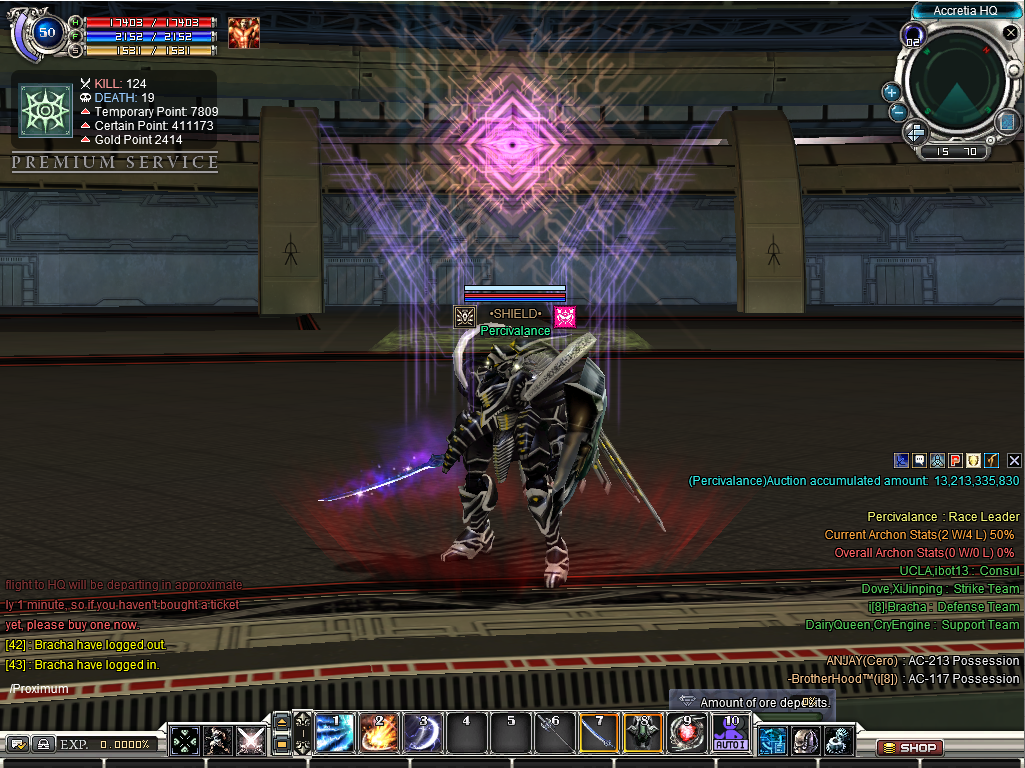 Accretia HQ
50
H
F
S
17403 / 17403
2152 / 2152
15311 / 15311
02
KILL: 124
DEATH: 19
Temporary Point: 7809
Certain Point: 411173
Gold Point 2414
PREMIUM SERVICE
15 70
•SHIELD•
Percivalance
P
(Percivalance)Auction accumulated amount: 13,213,335,830
Percivalance : Race Leader
Current Archon Stats(2 W/4 L) 50%
Overall Archon Stats(0 W/0 L) 0%
UCLA,ibot13 : Consul
Dove,XiJinping : Strike Team
i[8],Bracha : Defense Team
DairyQueen,CryEngine : Support Team
ANJAY(Cero) : AC-213 Possession
-BrotherHood™(i[8]) : AC-117 Possession
flight to HQ will be departing in approximate
ly 1 minute, so if you haven't bought a ticket
yet, please buy one now.
[42] : Bracha have logged out.
[43] : Bracha have logged in.
/Proximum
Amount of ore deposits.
EXP. 0.0000%
1 2 3 4 5 6 7 8 9 10
AUTO I
SHOP